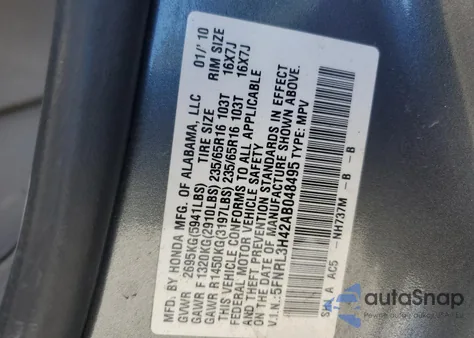 MFD. BY HONDA MFG. OF ALABAMA, LLC 01/'10
GVWR 2695KG(5941LBS) TIRE SIZE RIM SIZE
GAWR F 1320KG(2910LBS) 235/65R16 103T 16X7J
GAWR R1450KG(3197LBS) 235/65R16 103T 16X7J
THIS VEHICLE CONFORMS TO ALL APPLICABLE
FEDERAL MOTOR VEHICLE SAFETY
AND THEFT PREVENTION STANDARDS IN EFFECT
ON THE DATE OF MANUFACTURE SHOWN ABOVE.
V.I.N.:5FNRL3H42AB048495 TYPE: MPV
A AC5 -NH737M -B -B
autoSnap